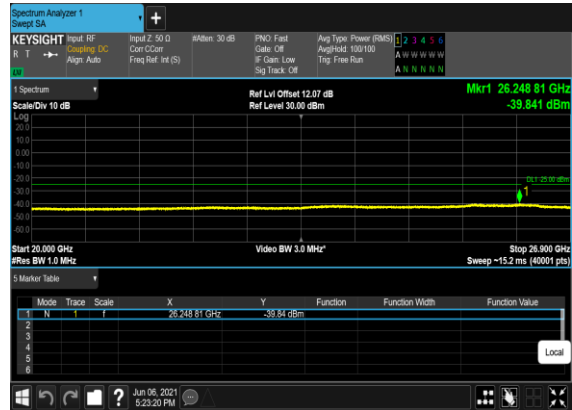 Spectrum Analyzer 1
Swept SA
KEYSIGHT
R T
LW
Input: RF
Coupling: DC
Align: Auto
Input Z: 50 Ω
Corr CCorr
Freq Ref: Int (S)
#Atten: 30 dB
PNO: Fast
Gate: Off
IF Gain: Low
Sig Track: Off
Avg Type: Power (RMS)
Avg|Hold: 100/100
Trig: Free Run
1 2 3 4 5 6
A W W W W W
A N N N N N
1 Spectrum
Scale/Div 10 dB
Ref Lvl Offset 12.07 dB
Ref Level 30.00 dBm
Mkr1 26.248 81 GHz
-39.841 dBm
Log
20.0
10.0
0.00
-10.0
-20.0
DL1 -25.00 dBm
-30.0
1
-40.0
-50.0
-60.0
Start 20.000 GHz
#Res BW 1.0 MHz
Video BW 3.0 MHz*
Stop 26.900 GHz
Sweep ~15.2 ms (40001 pts)
5 Marker Table
Mode Trace Scale X Y Function Function Width Function Value
1 N 1 f 26.248 81 GHz -39.84 dBm
2
3
4
5
6
Local
?
Jun 06, 2021
5:23:20 PM